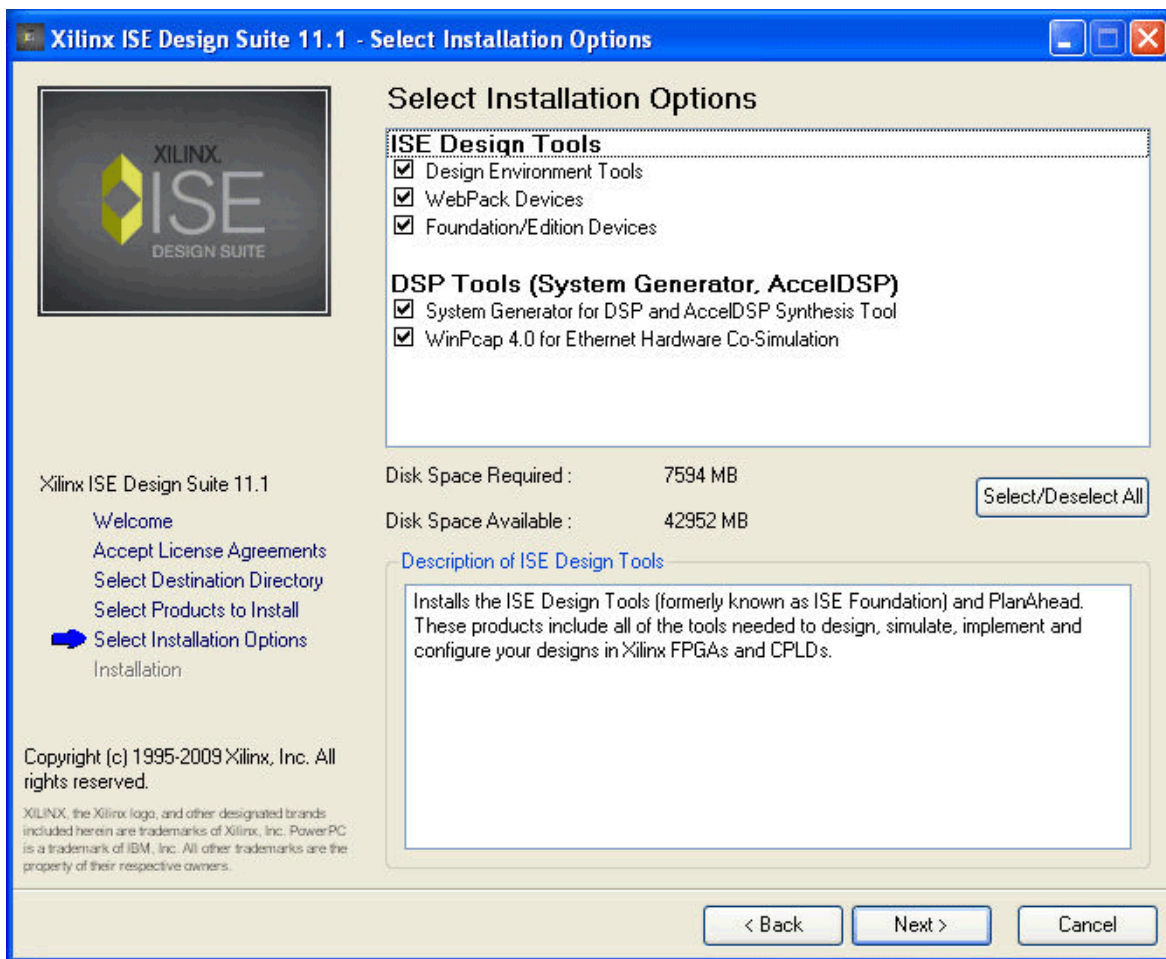 Xilinx ISE Design Suite 11.1 - Select Installation Options
XILINX.
ISE
DESIGN SUITE
Select Installation Options
ISE Design Tools
Design Environment Tools
WebPack Devices
Foundation/Edition Devices
DSP Tools (System Generator, AccelDSP)
System Generator for DSP and AccelDSP Synthesis Tool
WinPcap 4.0 for Ethernet Hardware Co-Simulation
Disk Space Required : 7594 MB
Disk Space Available : 42952 MB
Select/Deselect All
Xilinx ISE Design Suite 11.1
Welcome
Accept License Agreements
Select Destination Directory
Select Products to Install
Select Installation Options
Installation
Description of ISE Design Tools
Installs the ISE Design Tools (formerly known as ISE Foundation) and PlanAhead.
These products include all of the tools needed to design, simulate, implement and
configure your designs in Xilinx FPGAs and CPLDs.
Copyright (c) 1995-2009 Xilinx, Inc. All
rights reserved.
XILINX, the Xilinx logo, and other designated brands
included herein are trademarks of Xilinx, Inc. PowerPC
is a trademark of IBM, Inc. All other trademarks are the
property of their respective owners.
< Back
Next >
Cancel